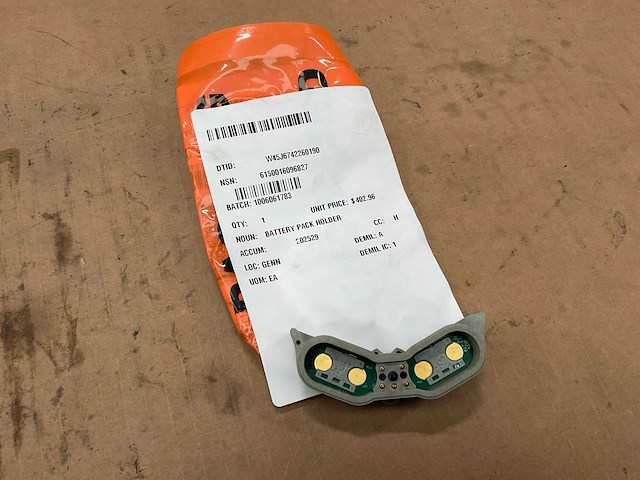 DTID: W45J6742260190
NSN: 6150016096827
BATCH: 1006061783
QTY: 1 UNIT PRICE: $ 402.96
NOUN: BATTERY PACK HOLDER CC: H
ACCUM: 202529 DEMIL: A
LOC: GENN DEMIL IC: 1
UOM: EA